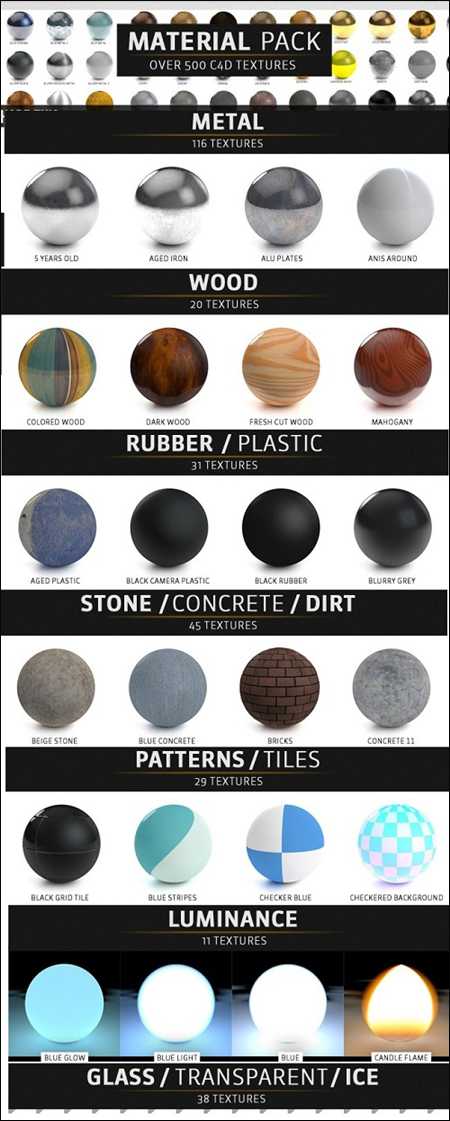 MATERIAL PACK
OVER 500 C4D TEXTURES
METAL
116 TEXTURES
5 YEARS OLD
AGED IRON
ALU PLATES
ANIS AROUND
WOOD
20 TEXTURES
COLORED WOOD
DARK WOOD
FRESH CUT WOOD
MAHOGANY
RUBBER / PLASTIC
31 TEXTURES
AGED PLASTIC
BLACK CAMERA PLASTIC
BLACK RUBBER
BLURRY GREY
STONE / CONCRETE / DIRT
45 TEXTURES
BEIGE STONE
BLUE CONCRETE
BRICKS
CONCRETE 11
PATTERNS / TILES
29 TEXTURES
BLACK GRID TILE
BLUE STRIPES
CHECKER BLUE
CHECKERED BACKGROUND
LUMINANCE
11 TEXTURES
BLUE GLOW
BLUE LIGHT
BLUE
CANDLE FLAME
GLASS / TRANSPARENT / ICE
38 TEXTURES